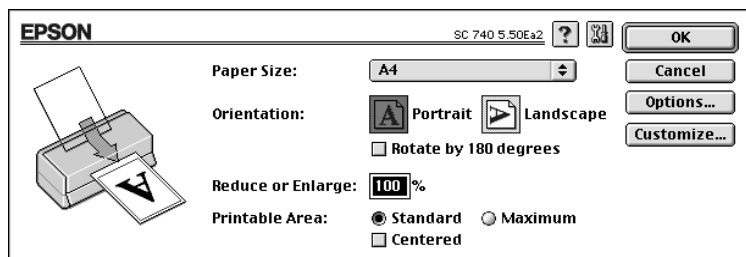 EPSON
SC 740 5.50Ea2
?
OK
Paper Size:
A4
Cancel
Orientation:
A
Portrait
A
Landscape
Options...
Rotate by 180 degrees
Customize...
A
Reduce or Enlarge:
100 %
Printable Area:
Standard
Maximum
Centered